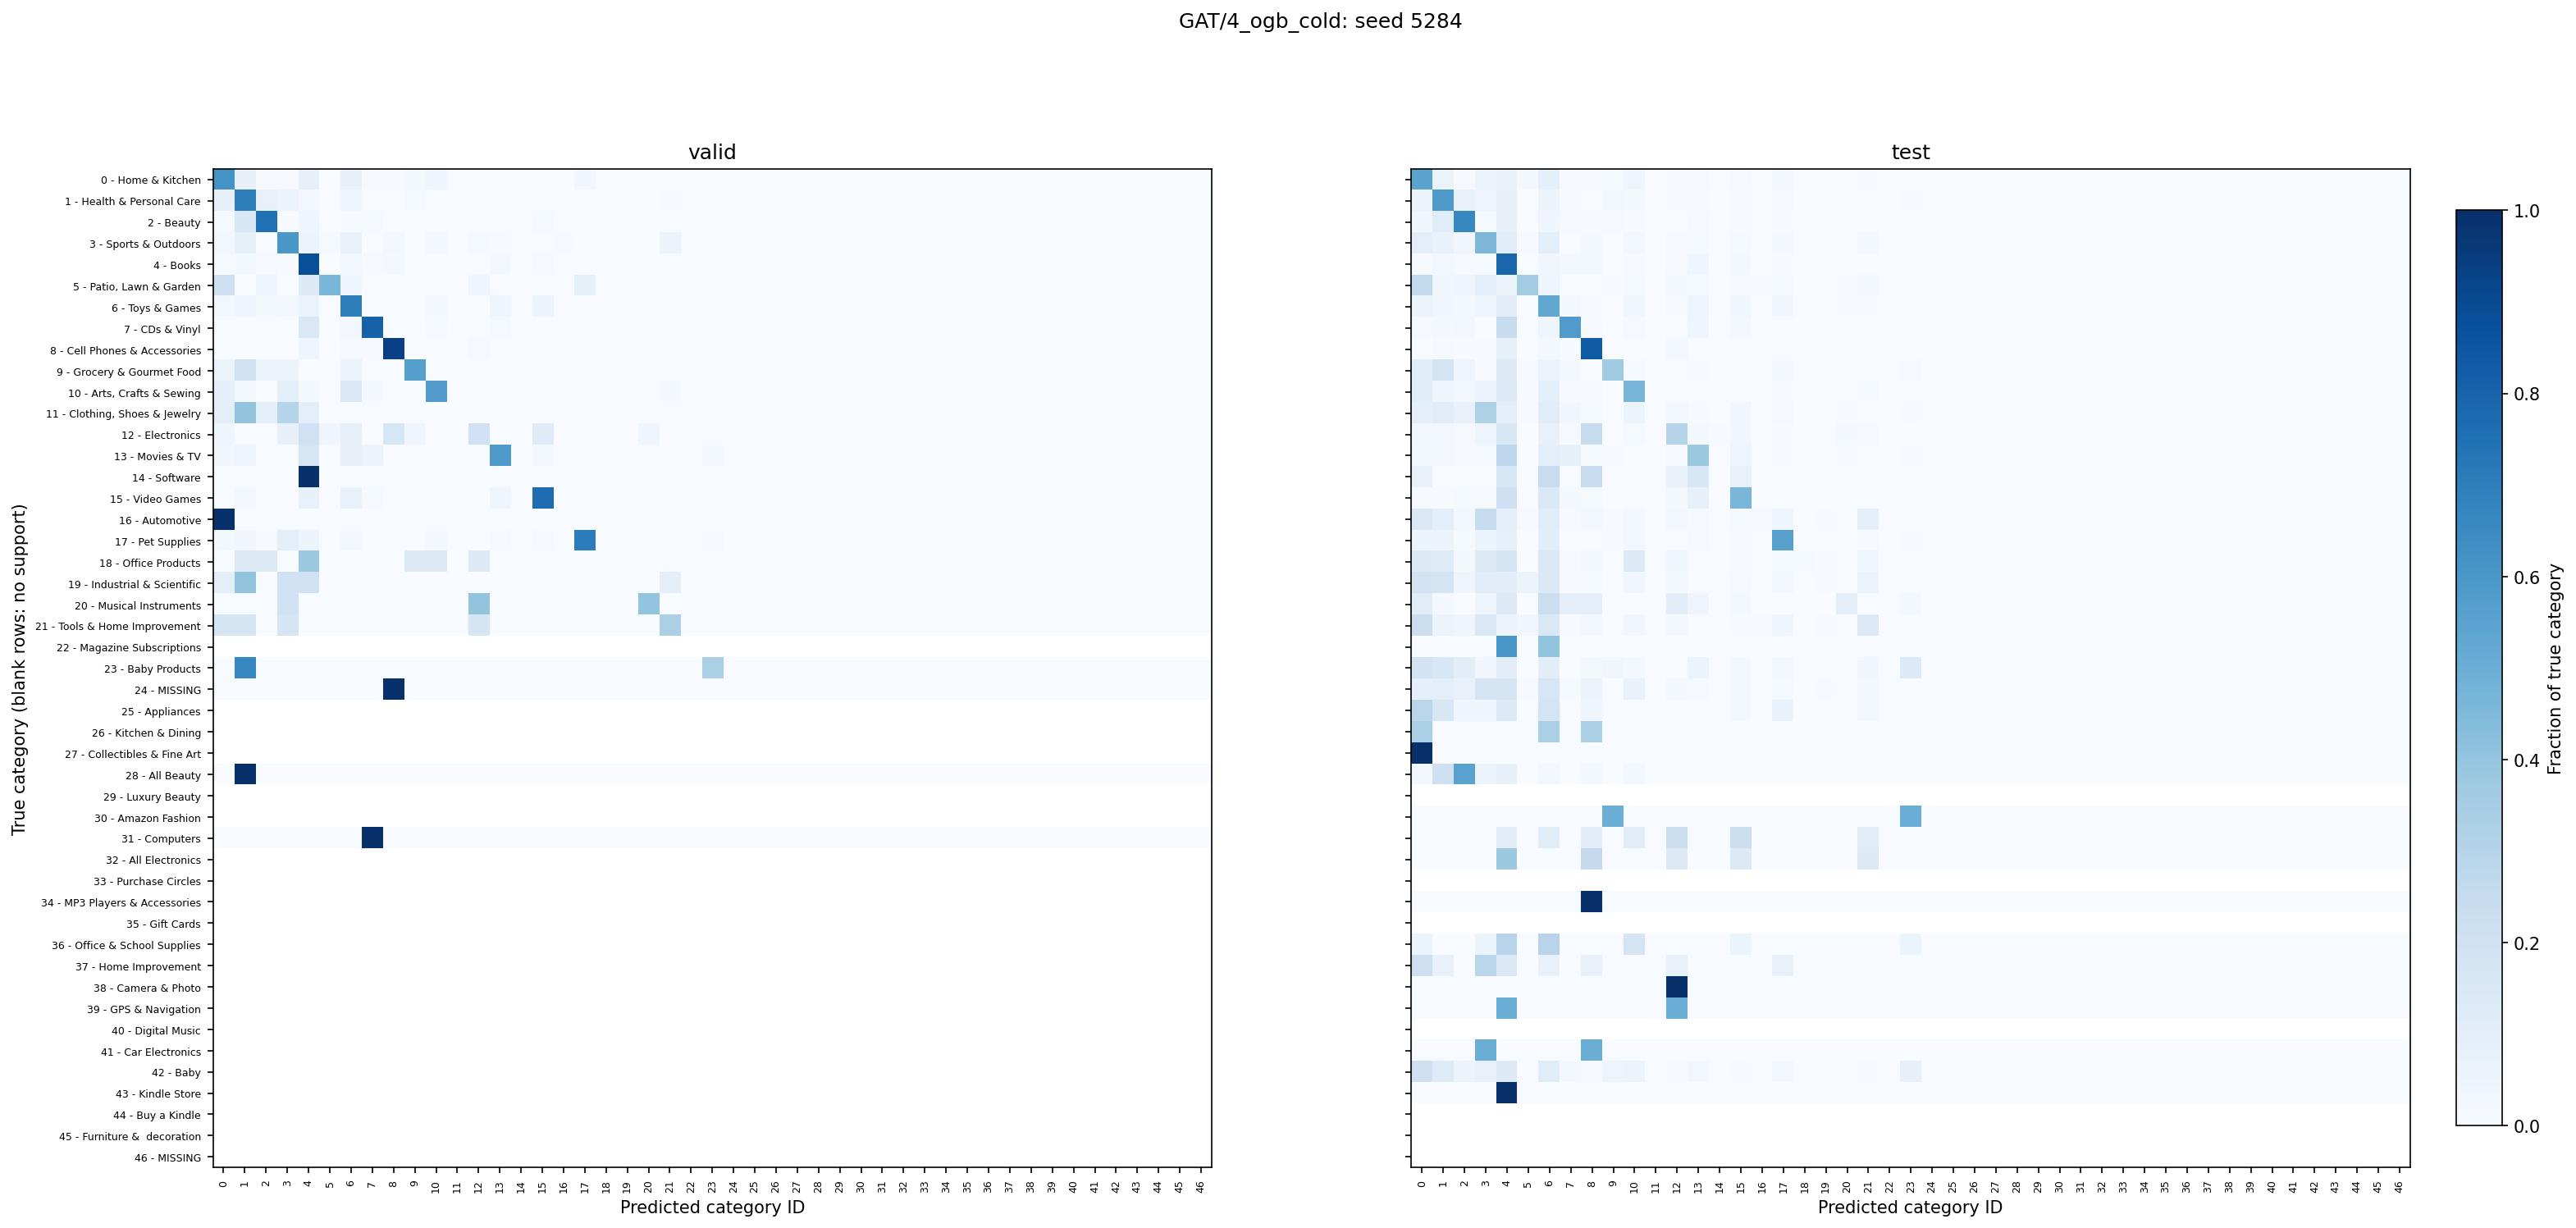 GAT/4_ogb_cold: seed 5284
valid
test
True category (blank rows: no support)
0 - Home & Kitchen
1 - Health & Personal Care
2 - Beauty
3 - Sports & Outdoors
4 - Books
5 - Patio, Lawn & Garden
6 - Toys & Games
7 - CDs & Vinyl
8 - Cell Phones & Accessories
9 - Grocery & Gourmet Food
10 - Arts, Crafts & Sewing
11 - Clothing, Shoes & Jewelry
12 - Electronics
13 - Movies & TV
14 - Software
15 - Video Games
16 - Automotive
17 - Pet Supplies
18 - Office Products
19 - Industrial & Scientific
20 - Musical Instruments
21 - Tools & Home Improvement
22 - Magazine Subscriptions
23 - Baby Products
24 - MISSING
25 - Appliances
26 - Kitchen & Dining
27 - Collectibles & Fine Art
28 - All Beauty
29 - Luxury Beauty
30 - Amazon Fashion
31 - Computers
32 - All Electronics
33 - Purchase Circles
34 - MP3 Players & Accessories
35 - Gift Cards
36 - Office & School Supplies
37 - Home Improvement
38 - Camera & Photo
39 - GPS & Navigation
40 - Digital Music
41 - Car Electronics
42 - Baby
43 - Kindle Store
44 - Buy a Kindle
45 - Furniture &  decoration
46 - MISSING
0 1 2 3 4 5 6 7 8 9 10 11 12 13 14 15 16 17 18 19 20 21 22 23 24 25 26 27 28 29 30 31 32 33 34 35 36 37 38 39 40 41 42 43 44 45 46
Predicted category ID
0 1 2 3 4 5 6 7 8 9 10 11 12 13 14 15 16 17 18 19 20 21 22 23 24 25 26 27 28 29 30 31 32 33 34 35 36 37 38 39 40 41 42 43 44 45 46
Predicted category ID
1.0
0.8
0.6
0.4
0.2
0.0
Fraction of true category